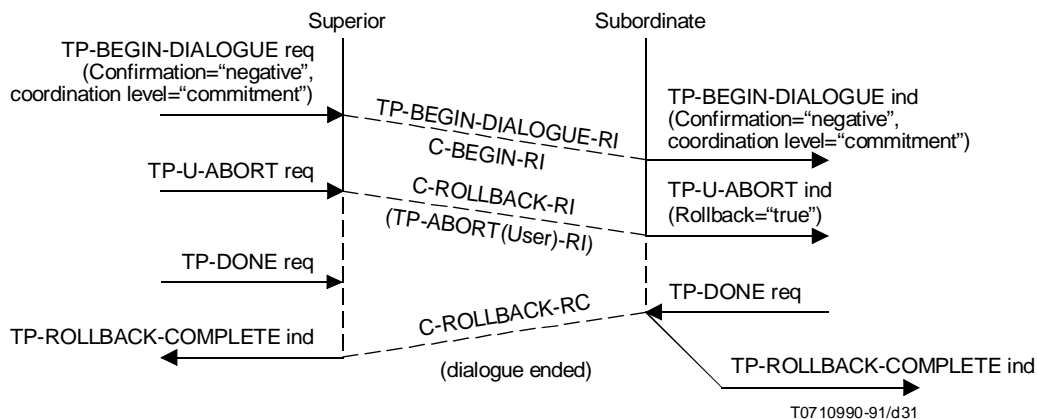 Superior
Subordinate
TP-BEGIN-DIALOGUE req
(Confirmation=“negative”,
coordination level=“commitment”)
TP-BEGIN-DIALOGUE-RI
C-BEGIN-RI
TP-BEGIN-DIALOGUE ind
(Confirmation=“negative”,
coordination level=“commitment”)
TP-U-ABORT req
C-ROLLBACK-RI
(TP-ABORT(User)-RI)
TP-U-ABORT ind
(Rollback=“true”)
TP-DONE req
TP-DONE req
C-ROLLBACK-RC
TP-ROLLBACK-COMPLETE ind
(dialogue ended)
TP-ROLLBACK-COMPLETE ind
T0710990-91/d31